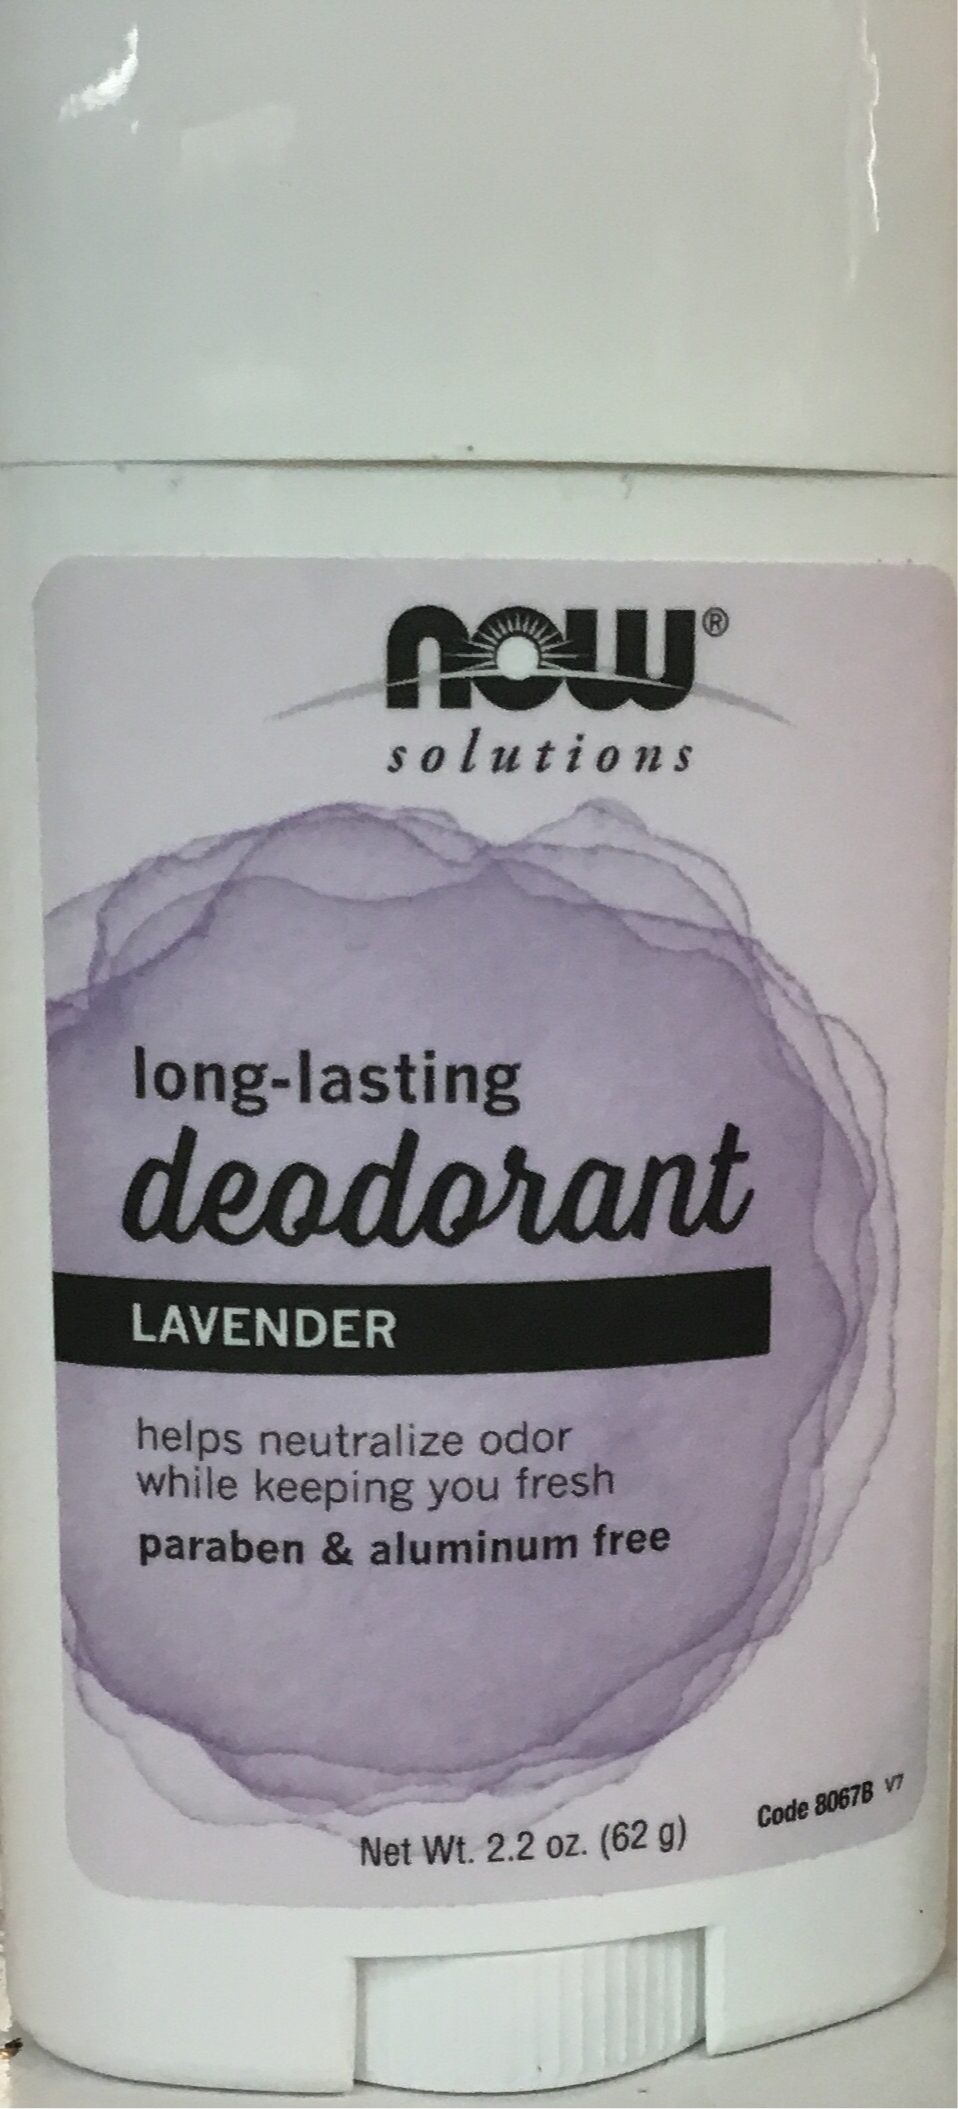 now®
solutions
long-lasting
deodorant
LAVENDER
helps neutralize odor
while keeping you fresh
paraben & aluminum free
Net Wt. 2.2 oz. (62 g)
Code 8067B V7